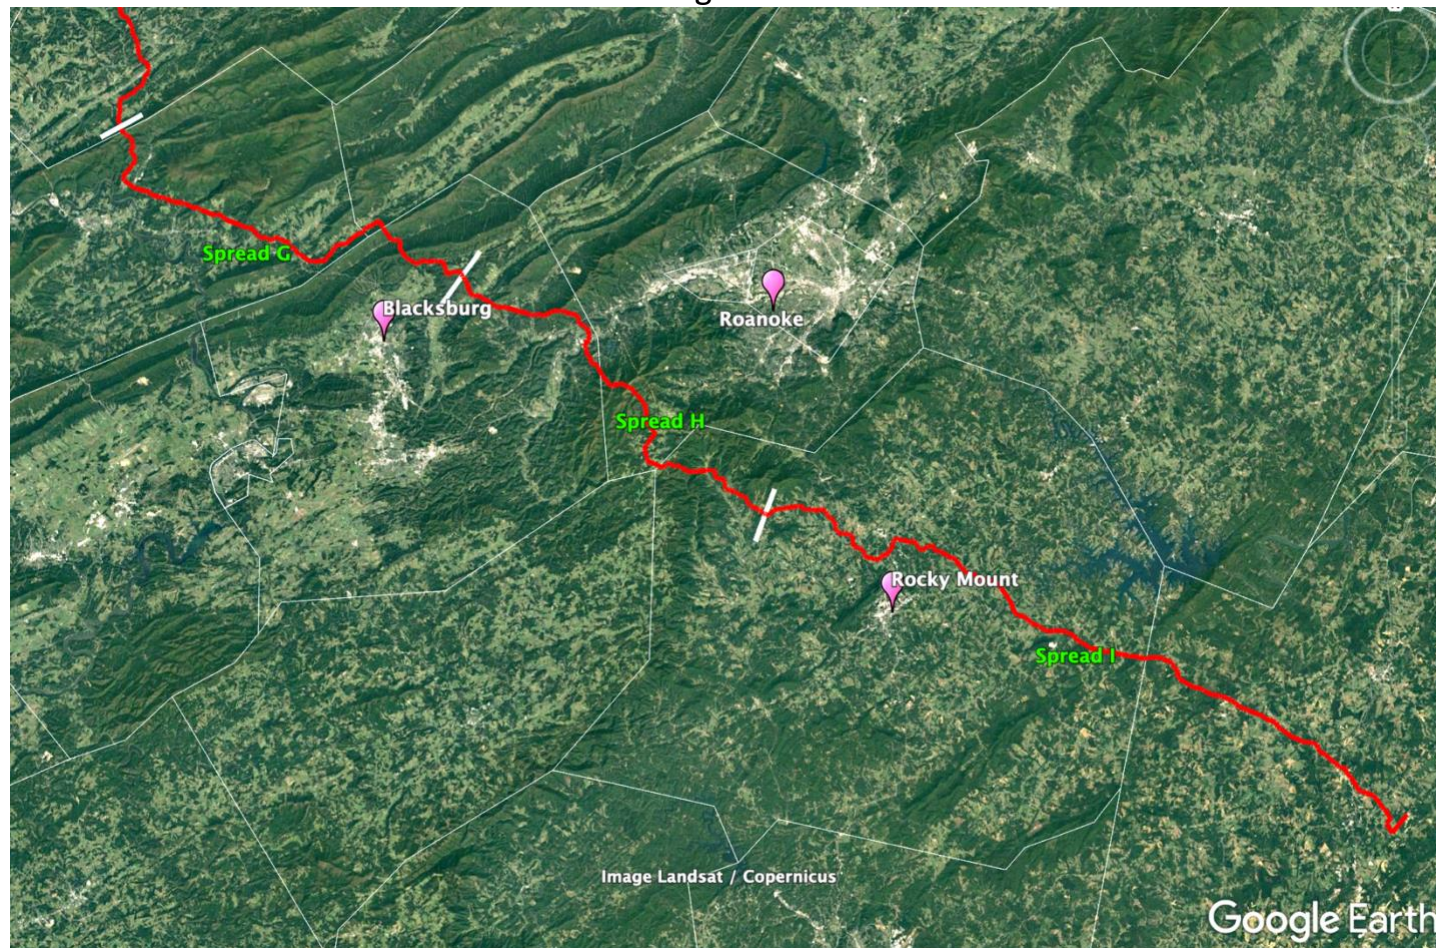 Spread G
Blacksburg
Roanoke
Spread H
Rocky Mount
Spread I
Image Landsat / Copernicus
Google Earth